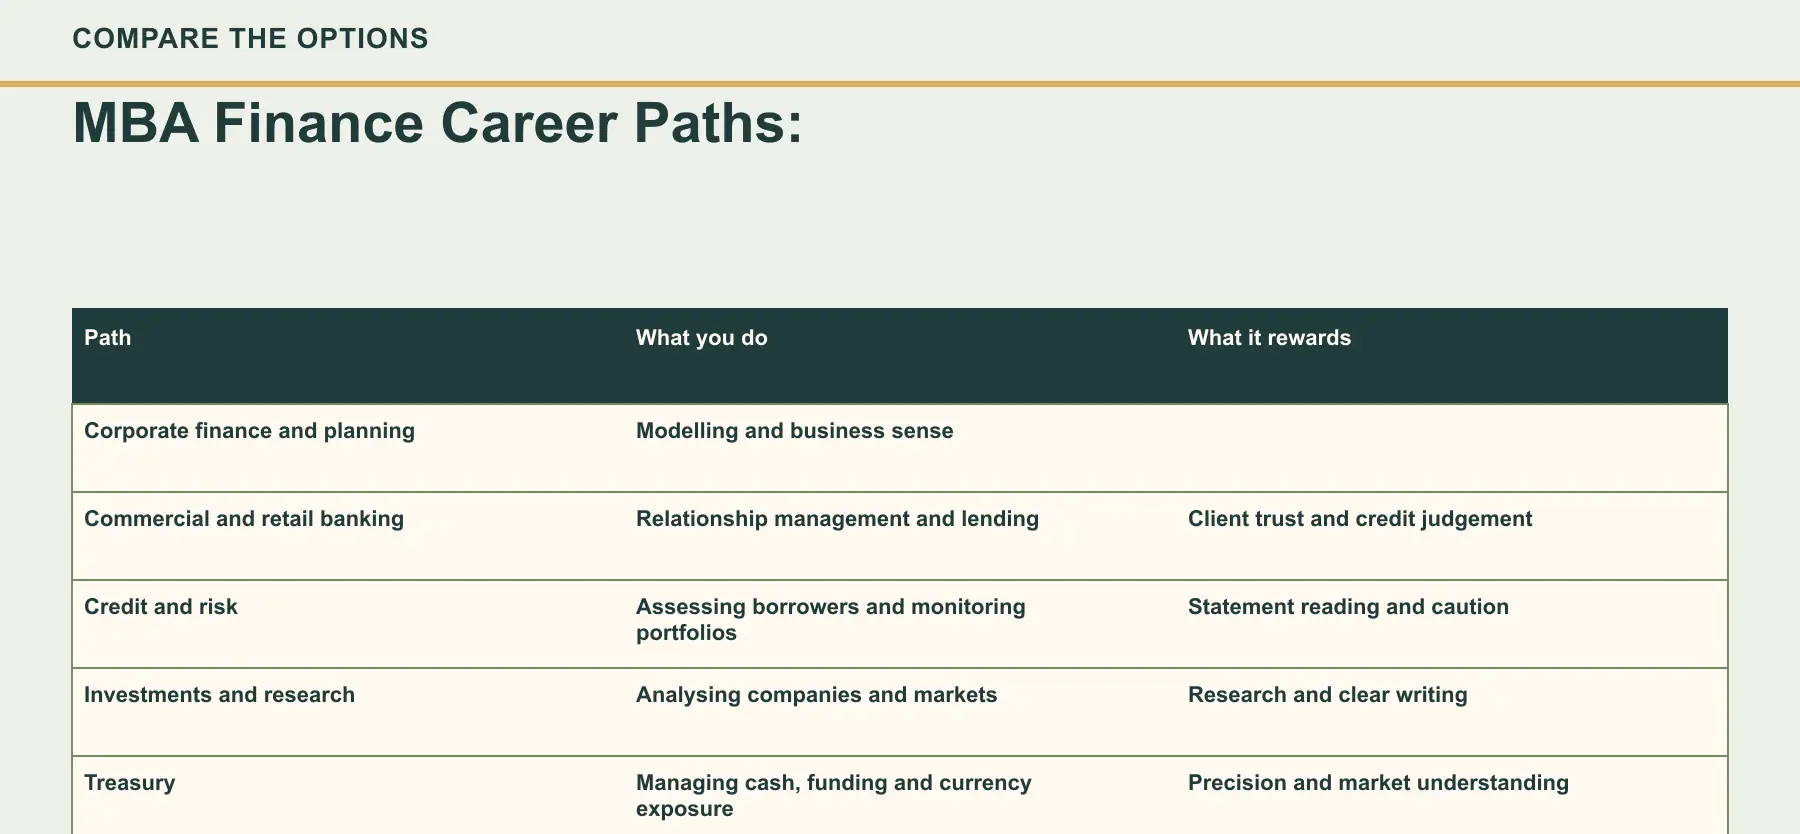 COMPARE THE OPTIONS
MBA Finance Career Paths:
Path What you do What it rewards
Corporate finance and planning Modelling and business sense
Commercial and retail banking Relationship management and lending Client trust and credit judgement
Credit and risk Assessing borrowers and monitoring Statement reading and caution
portfolios
Investments and research Analysing companies and markets Research and clear writing
Treasury Managing cash, funding and currency Precision and market understanding
exposure